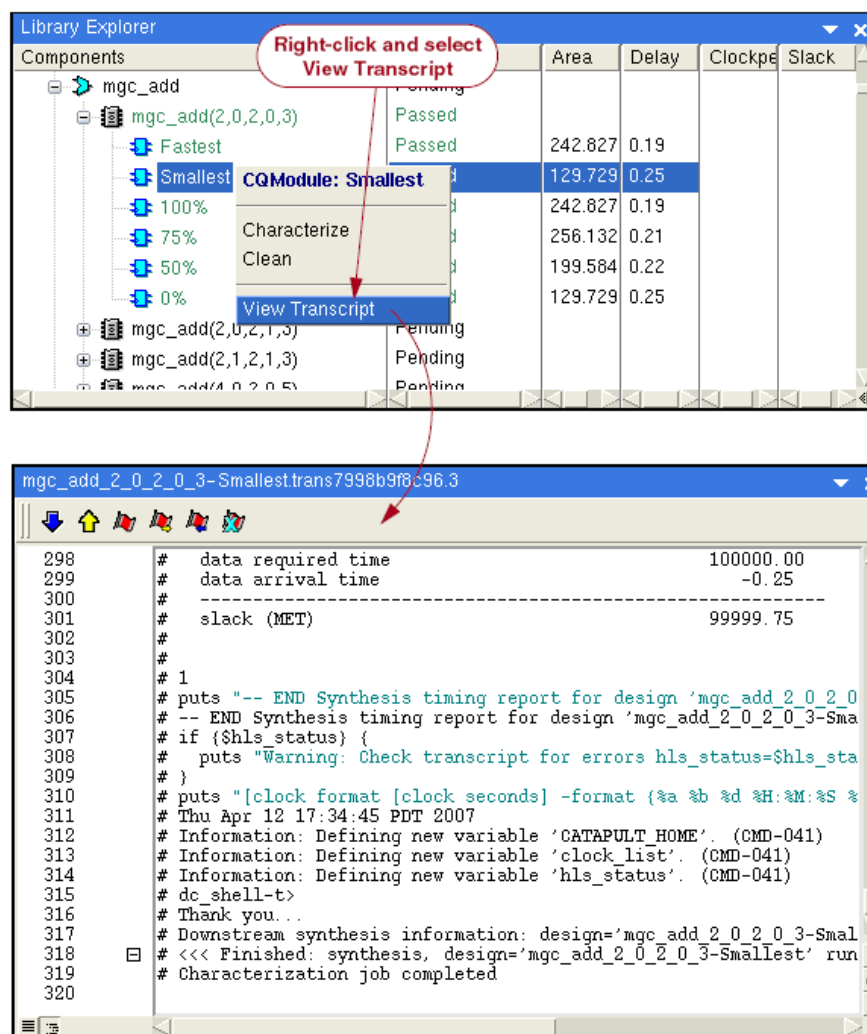 Library Explorer
Components Area Delay Clockpe Slack
Right-click and select
View Transcript
mgc_add Pending
mgc_add(2,0,2,0,3) Passed
Fastest Passed 242.827 0.19
Smallest 129.729 0.25
100% 242.827 0.19
75% 256.132 0.21
50% 199.584 0.22
0% 129.729 0.25
CQModule: Smallest
Characterize
Clean
View Transcript
mgc_add(2,0,2,1,3) Pending
mgc_add(2,1,2,1,3) Pending
mgc_add(4,0,2,0,5) Pending
mgc_add_2_0_2_0_3-Smallest.trans7998b9f8c96.3
298 # data required time 100000.00
299 # data arrival time -0.25
300 # ---------------------------------------------------------------
301 # slack (MET) 99999.75
302 #
303 #
304 # 1
305 # puts "-- END Synthesis timing report for design 'mgc_add_2_0_2_0
306 # -- END Synthesis timing report for design 'mgc_add_2_0_2_0_3-Sma
307 # if {$hls_status} {
308 # puts "Warning: Check transcript for errors hls_status=$hls_sta
309 # }
310 # puts "[clock format [clock seconds] -format {%a %b %d %H:%M:%S %
311 # Thu Apr 12 17:34:45 PDT 2007
312 # Information: Defining new variable 'CATAPULT_HOME'. (CMD-041)
313 # Information: Defining new variable 'clock_list'. (CMD-041)
314 # Information: Defining new variable 'hls_status'. (CMD-041)
315 # dc_shell-t>
316 # Thank you...
317 # Downstream synthesis information: design='mgc_add_2_0_2_0_3-Smal
318 # <<< Finished: synthesis, design='mgc_add_2_0_2_0_3-Smallest' run
319 # Characterization job completed
320